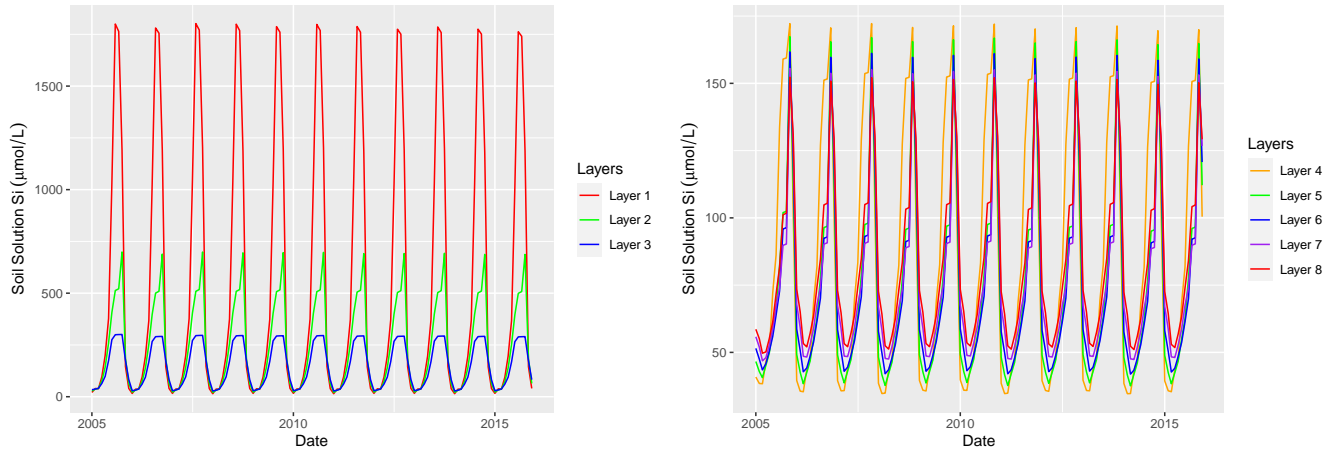 Soil Solution Si (μmol/L)
1500
1000
500
0
2005
2010
2015
Date
Layers
Layer 1
Layer 2
Layer 3
Soil Solution Si (μmol/L)
150
100
50
2005
2010
2015
Date
Layers
Layer 4
Layer 5
Layer 6
Layer 7
Layer 8